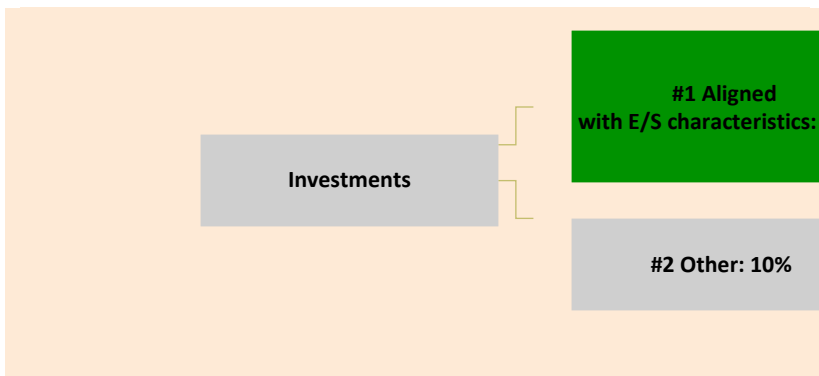 #1 Aligned
with E/S characteristics:
Investments
#2 Other: 10%